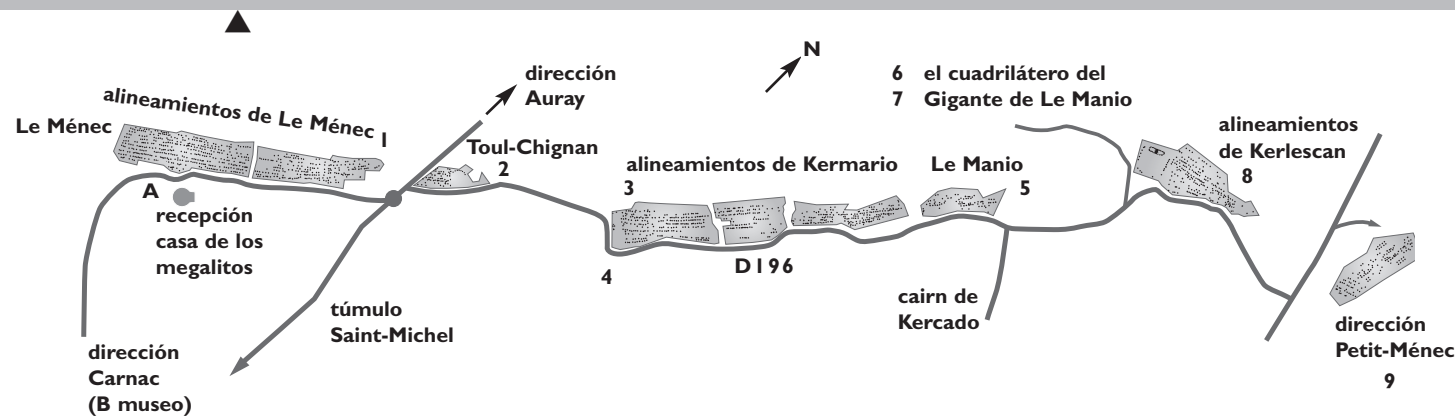 N
dirección
Auray
6 el cuadrilátero del
7 Gigante de Le Manio
alineamientos de Le Ménec 1
Le Ménec
Toul-Chignan
2
alineamientos de Kermario
3
Le Manio
5
alineamientos
de Kerlescan
8
A
recepción
casa de los
megalitos
4
D196
cairn de
Kercado
túmulo
Saint-Michel
dirección
Carnac
(B museo)
dirección
Petit-Ménec
9